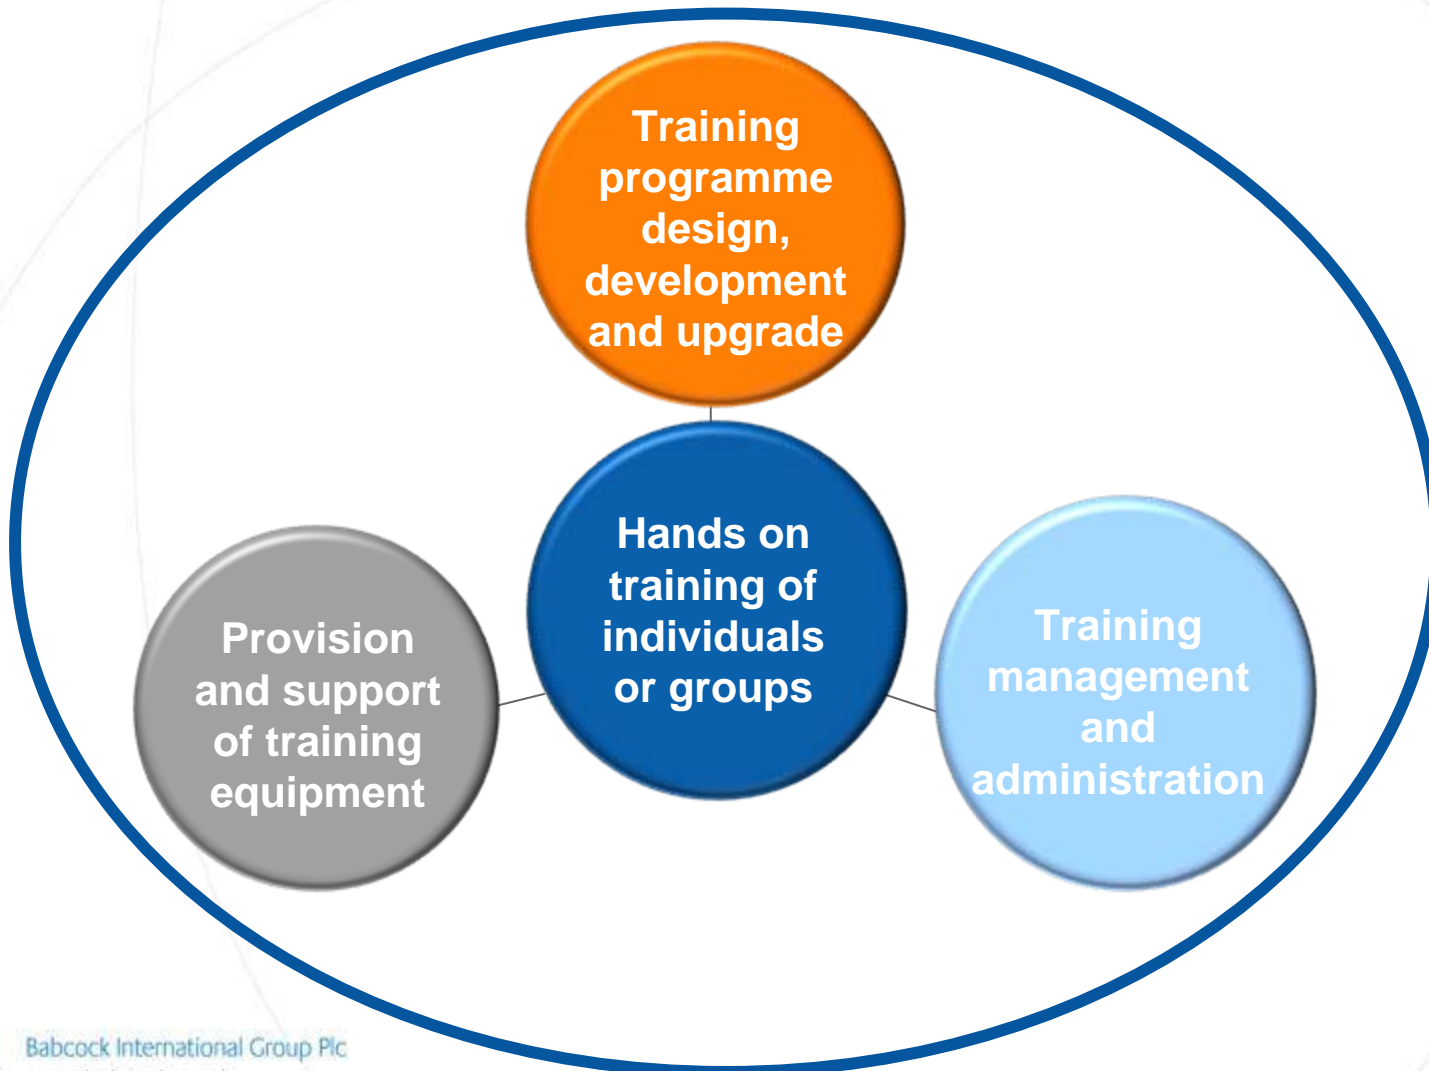 Training
programme
design,
development
and upgrade
Hands on
training of
individuals
or groups
Provision
and support
of training
equipment
Training
management
and
administration
Babcock International Group Plc